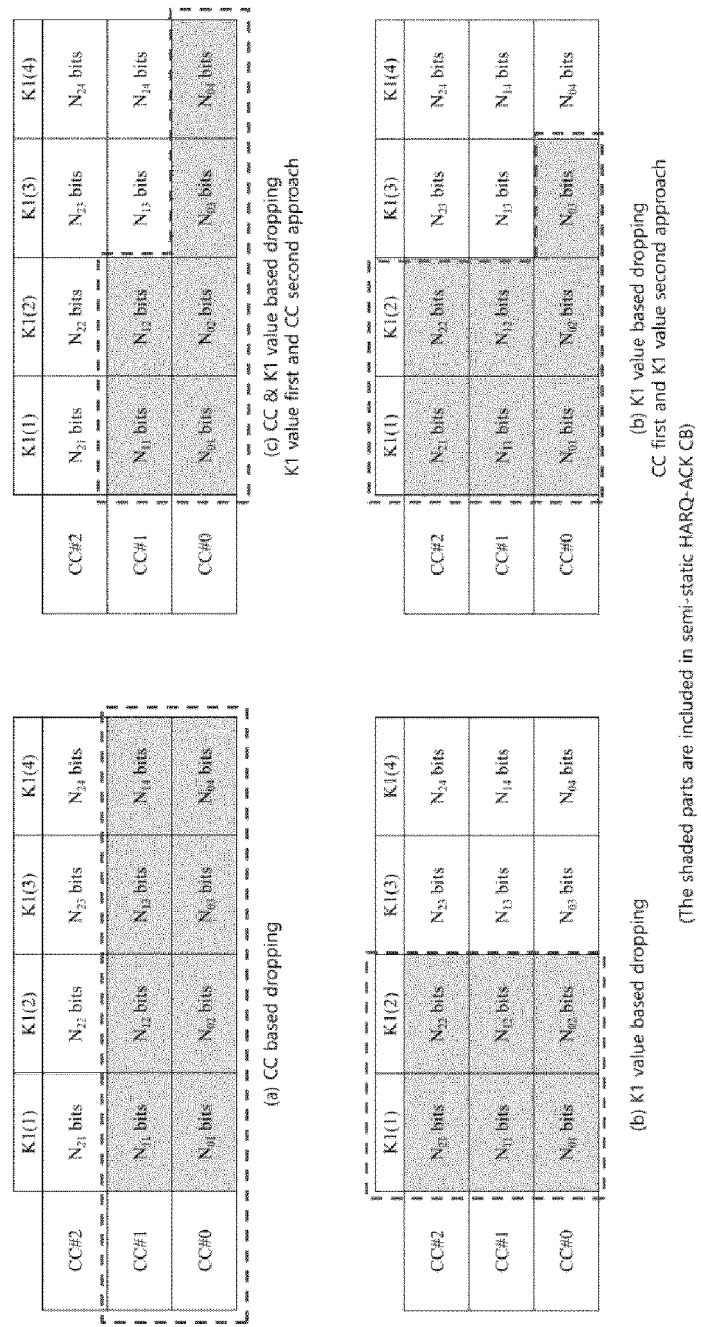 K1(1) K1(2) K1(3) K1(4)
CC#2 N₂₁ bits N₂₂ bits N₂₃ bits N₂₄ bits
CC#1 N₁₁ bits N₁₂ bits N₁₃ bits N₁₄ bits
CC#0 N₀₁ bits N₀₂ bits N₀₃ bits N₀₄ bits
(a) CC based dropping
K1(1) K1(2) K1(3) K1(4)
CC#2 N₂₁ bits N₂₂ bits N₂₃ bits N₂₄ bits
CC#1 N₁₁ bits N₁₂ bits N₁₃ bits N₁₄ bits
CC#0 N₀₁ bits N₀₂ bits N₀₃ bits N₀₄ bits
(c) CC & K1 value based dropping
K1 value first and CC second approach
K1(1) K1(2) K1(3) K1(4)
CC#2 N₂₁ bits N₂₂ bits N₂₃ bits N₂₄ bits
CC#1 N₁₁ bits N₁₂ bits N₁₃ bits N₁₄ bits
CC#0 N₀₁ bits N₀₂ bits N₀₃ bits N₀₄ bits
(b) K1 value based dropping
K1(1) K1(2) K1(3) K1(4)
CC#2 N₂₁ bits N₂₂ bits N₂₃ bits N₂₄ bits
CC#1 N₁₁ bits N₁₂ bits N₁₃ bits N₁₄ bits
CC#0 N₀₁ bits N₀₂ bits N₀₃ bits N₀₄ bits
(b) K1 value based dropping
CC first and K1 value second approach
(The shaded parts are included in semi-static HARQ-ACK CB)